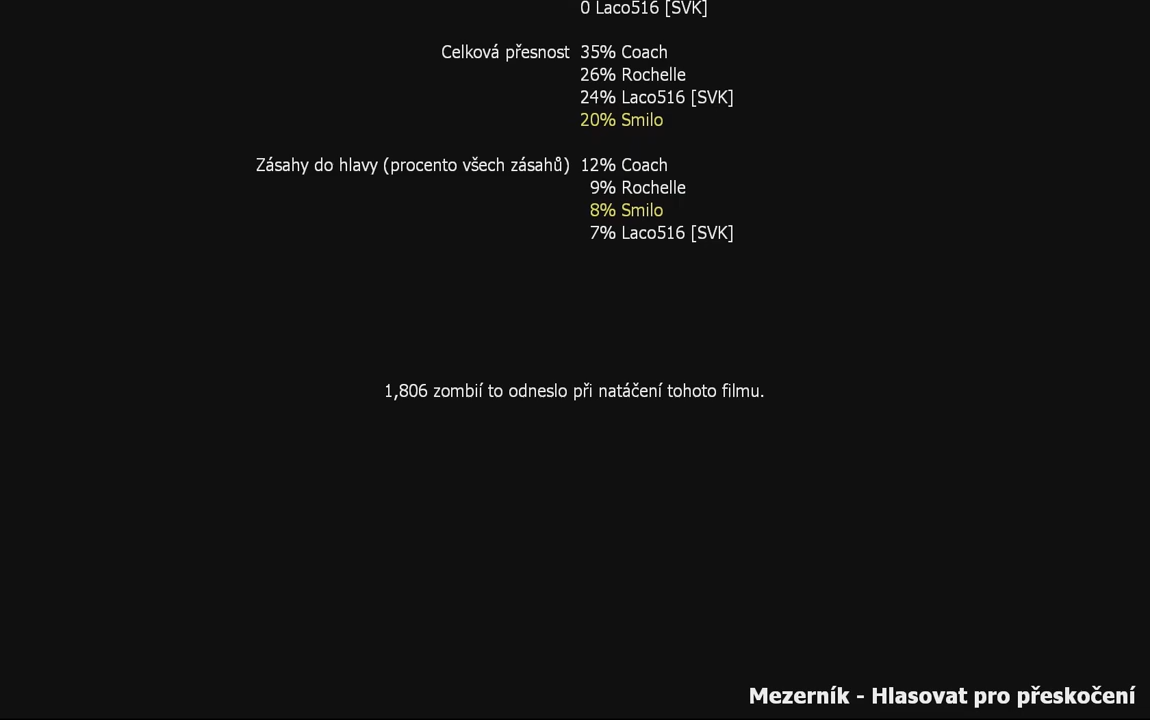 0 Laco516 [SVK]
Celková přesnost 35% Coach
26% Rochelle
24% Laco516 [SVK]
20% Smilo
Zásahy do hlavy (procento všech zásahů) 12% Coach
9% Rochelle
8% Smilo
7% Laco516 [SVK]
1,806 zombií to odneslo při natáčení tohoto filmu.
Mezerník - Hlasovat pro přeskočení